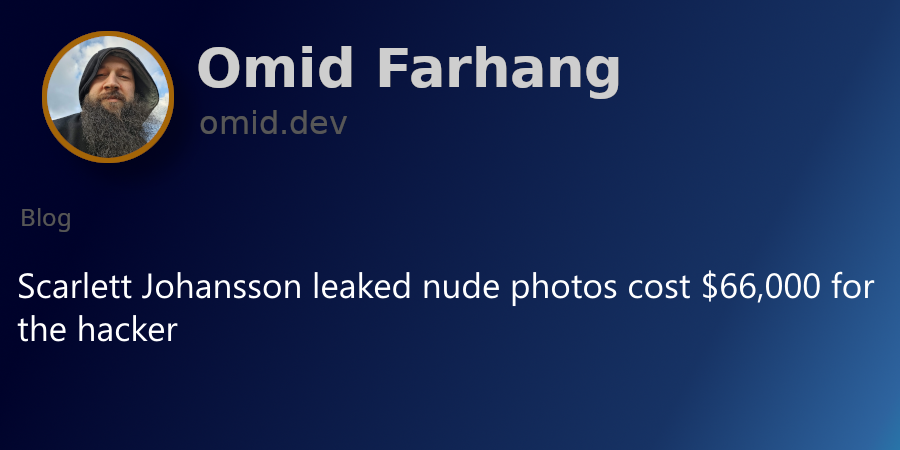 Omid Farhang
omid.dev
Blog
Scarlett Johansson leaked nude photos cost $66,000 for
the hacker